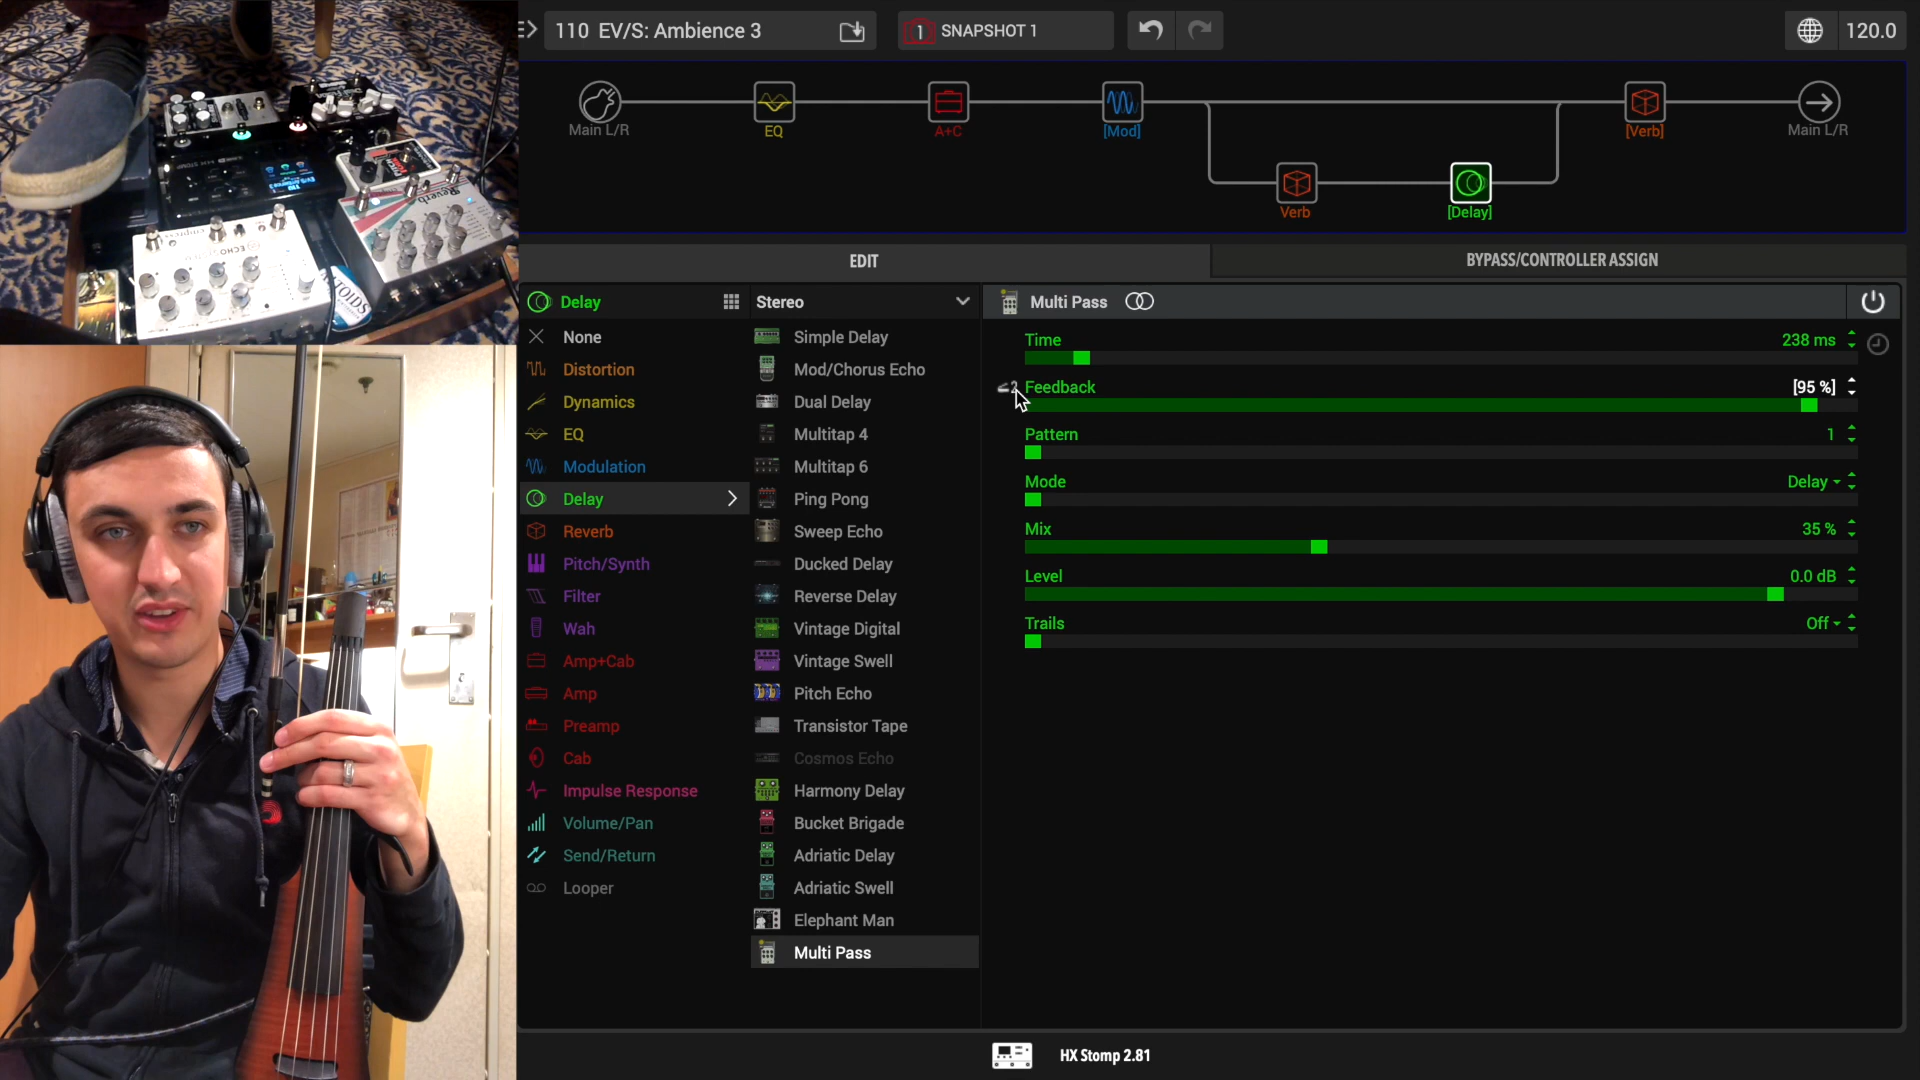 110 EV/S: Ambience 3
1 SNAPSHOT 1
120.0
Main L/R
EQ
A+C
[Mod]
Verb
[Delay]
[Verb]
Main L/R
EDIT
BYPASS/CONTROLLER ASSIGN
Delay
Stereo
Multi Pass
None
Distortion
Dynamics
EQ
Modulation
Delay
Reverb
Pitch/Synth
Filter
Wah
Amp+Cab
Amp
Preamp
Cab
Impulse Response
Volume/Pan
Send/Return
Looper
Simple Delay
Mod/Chorus Echo
Dual Delay
Multitap 4
Multitap 6
Ping Pong
Sweep Echo
Ducked Delay
Reverse Delay
Vintage Digital
Vintage Swell
Pitch Echo
Transistor Tape
Cosmos Echo
Harmony Delay
Bucket Brigade
Adriatic Delay
Adriatic Swell
Elephant Man
Multi Pass
Time 238 ms
Feedback [95 %]
Pattern 1
Mode Delay
Mix 35 %
Level 0.0 dB
Trails Off
HX Stomp 2.81
Reverb